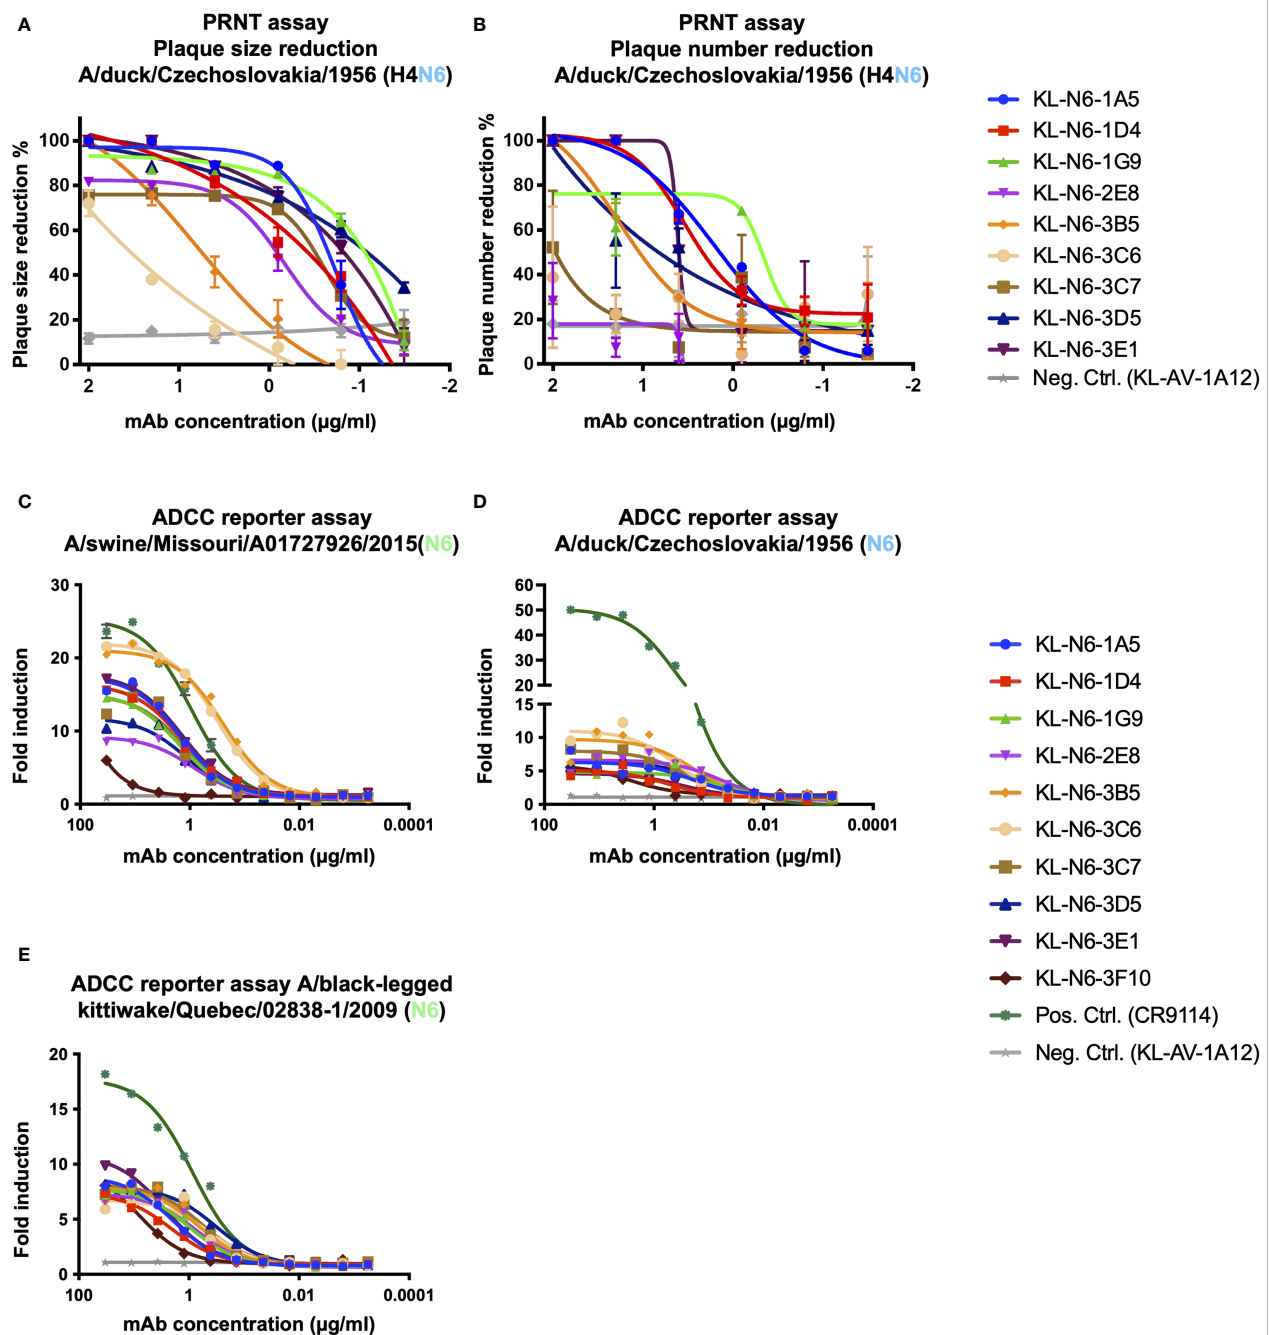 A
PRNT assay
Plaque size reduction
A/duck/Czechoslovakia/1956 (H4N6)
Plaque size reduction %
100
80
60
40
20
0
2
1
0
-1
-2
mAb concentration (µg/ml)
B
PRNT assay
Plaque number reduction
A/duck/Czechoslovakia/1956 (H4N6)
Plaque number reduction %
100
80
60
40
20
0
2
1
0
-1
-2
mAb concentration (µg/ml)
KL-N6-1A5
KL-N6-1D4
KL-N6-1G9
KL-N6-2E8
KL-N6-3B5
KL-N6-3C6
KL-N6-3C7
KL-N6-3D5
KL-N6-3E1
Neg. Ctrl. (KL-AV-1A12)
C
ADCC reporter assay
A/swine/Missouri/A01727926/2015(N6)
Fold induction
30
20
10
0
100
1
0.01
0.0001
mAb concentration (µg/ml)
D
ADCC reporter assay
A/duck/Czechoslovakia/1956 (N6)
Fold induction
60
50
40
30
20
15
10
5
0
100
1
0.01
0.0001
mAb concentration (µg/ml)
KL-N6-1A5
KL-N6-1D4
KL-N6-1G9
KL-N6-2E8
KL-N6-3B5
KL-N6-3C6
KL-N6-3C7
KL-N6-3D5
KL-N6-3E1
KL-N6-3F10
Pos. Ctrl. (CR9114)
Neg. Ctrl. (KL-AV-1A12)
E
ADCC reporter assay A/black-legged
kittiwake/Quebec/02838-1/2009 (N6)
Fold induction
20
15
10
5
0
100
1
0.01
0.0001
mAb concentration (µg/ml)